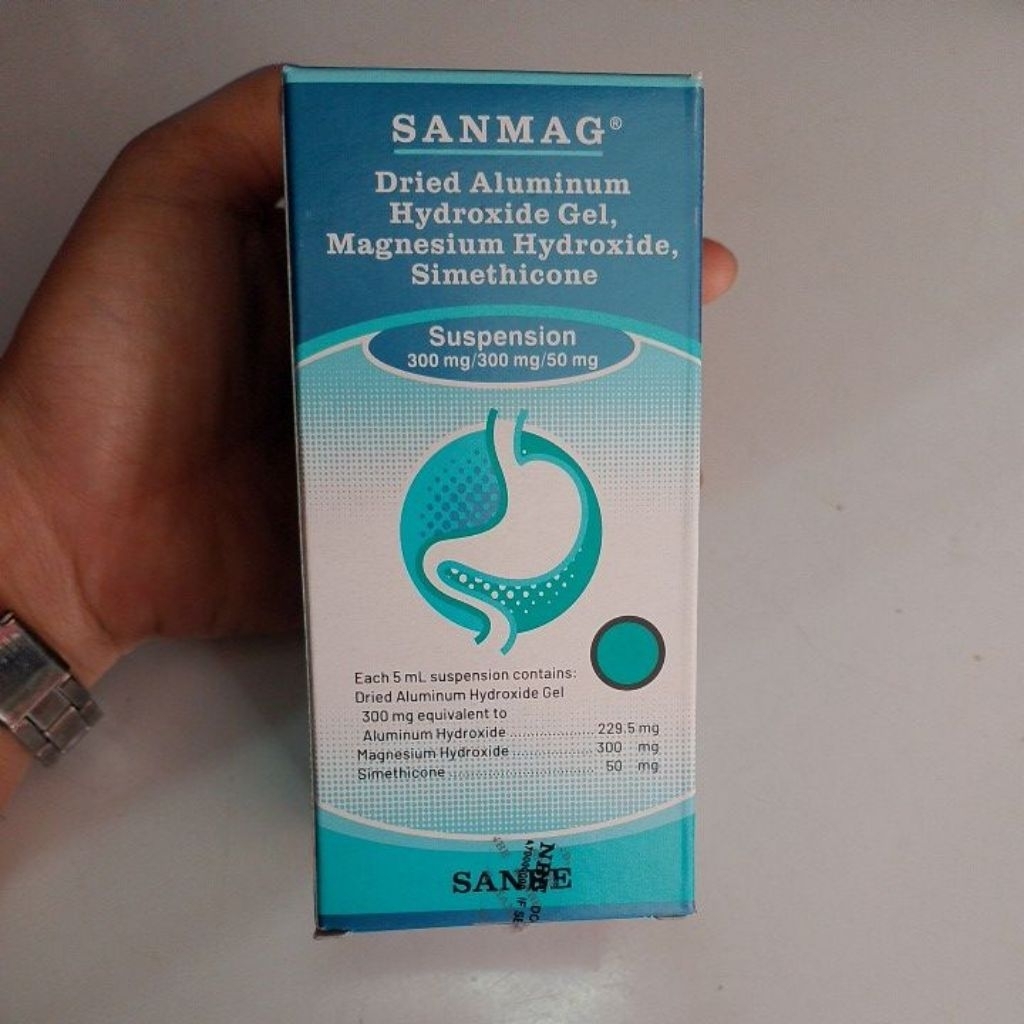 SANMAG®
Dried Aluminum
Hydroxide Gel,
Magnesium Hydroxide,
Simethicone
Suspension
300 mg/300 mg/50 mg
Each 5 mL suspension contains:
Dried Aluminum Hydroxide Gel
300 mg equivalent to
Aluminum Hydroxide .................... 229.5 mg
Magnesium Hydroxide .................... 300 mg
Simethicone .................................... 50 mg